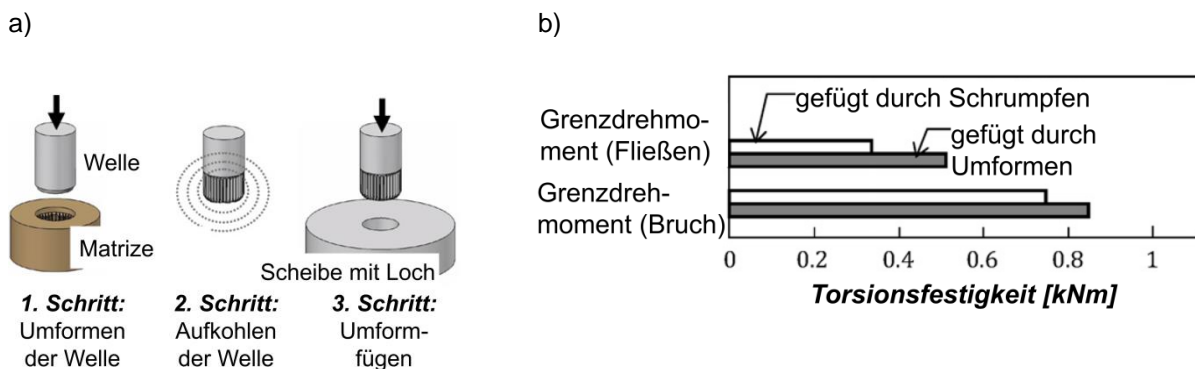 a)
Welle
Matrize
Scheibe mit Loch
1. Schritt:
Umformen
der Welle
2. Schritt:
Aufkohlen
der Welle
3. Schritt:
Umform-
fügen
b)
Grenzdrehmo-
ment (Fließen)
Grenzdreh-
moment (Bruch)
gefügt durch Schrumpfen
gefügt durch
Umformen
0 0.2 0.4 0.6 0.8 1
Torsionsfestigkeit [kNm]